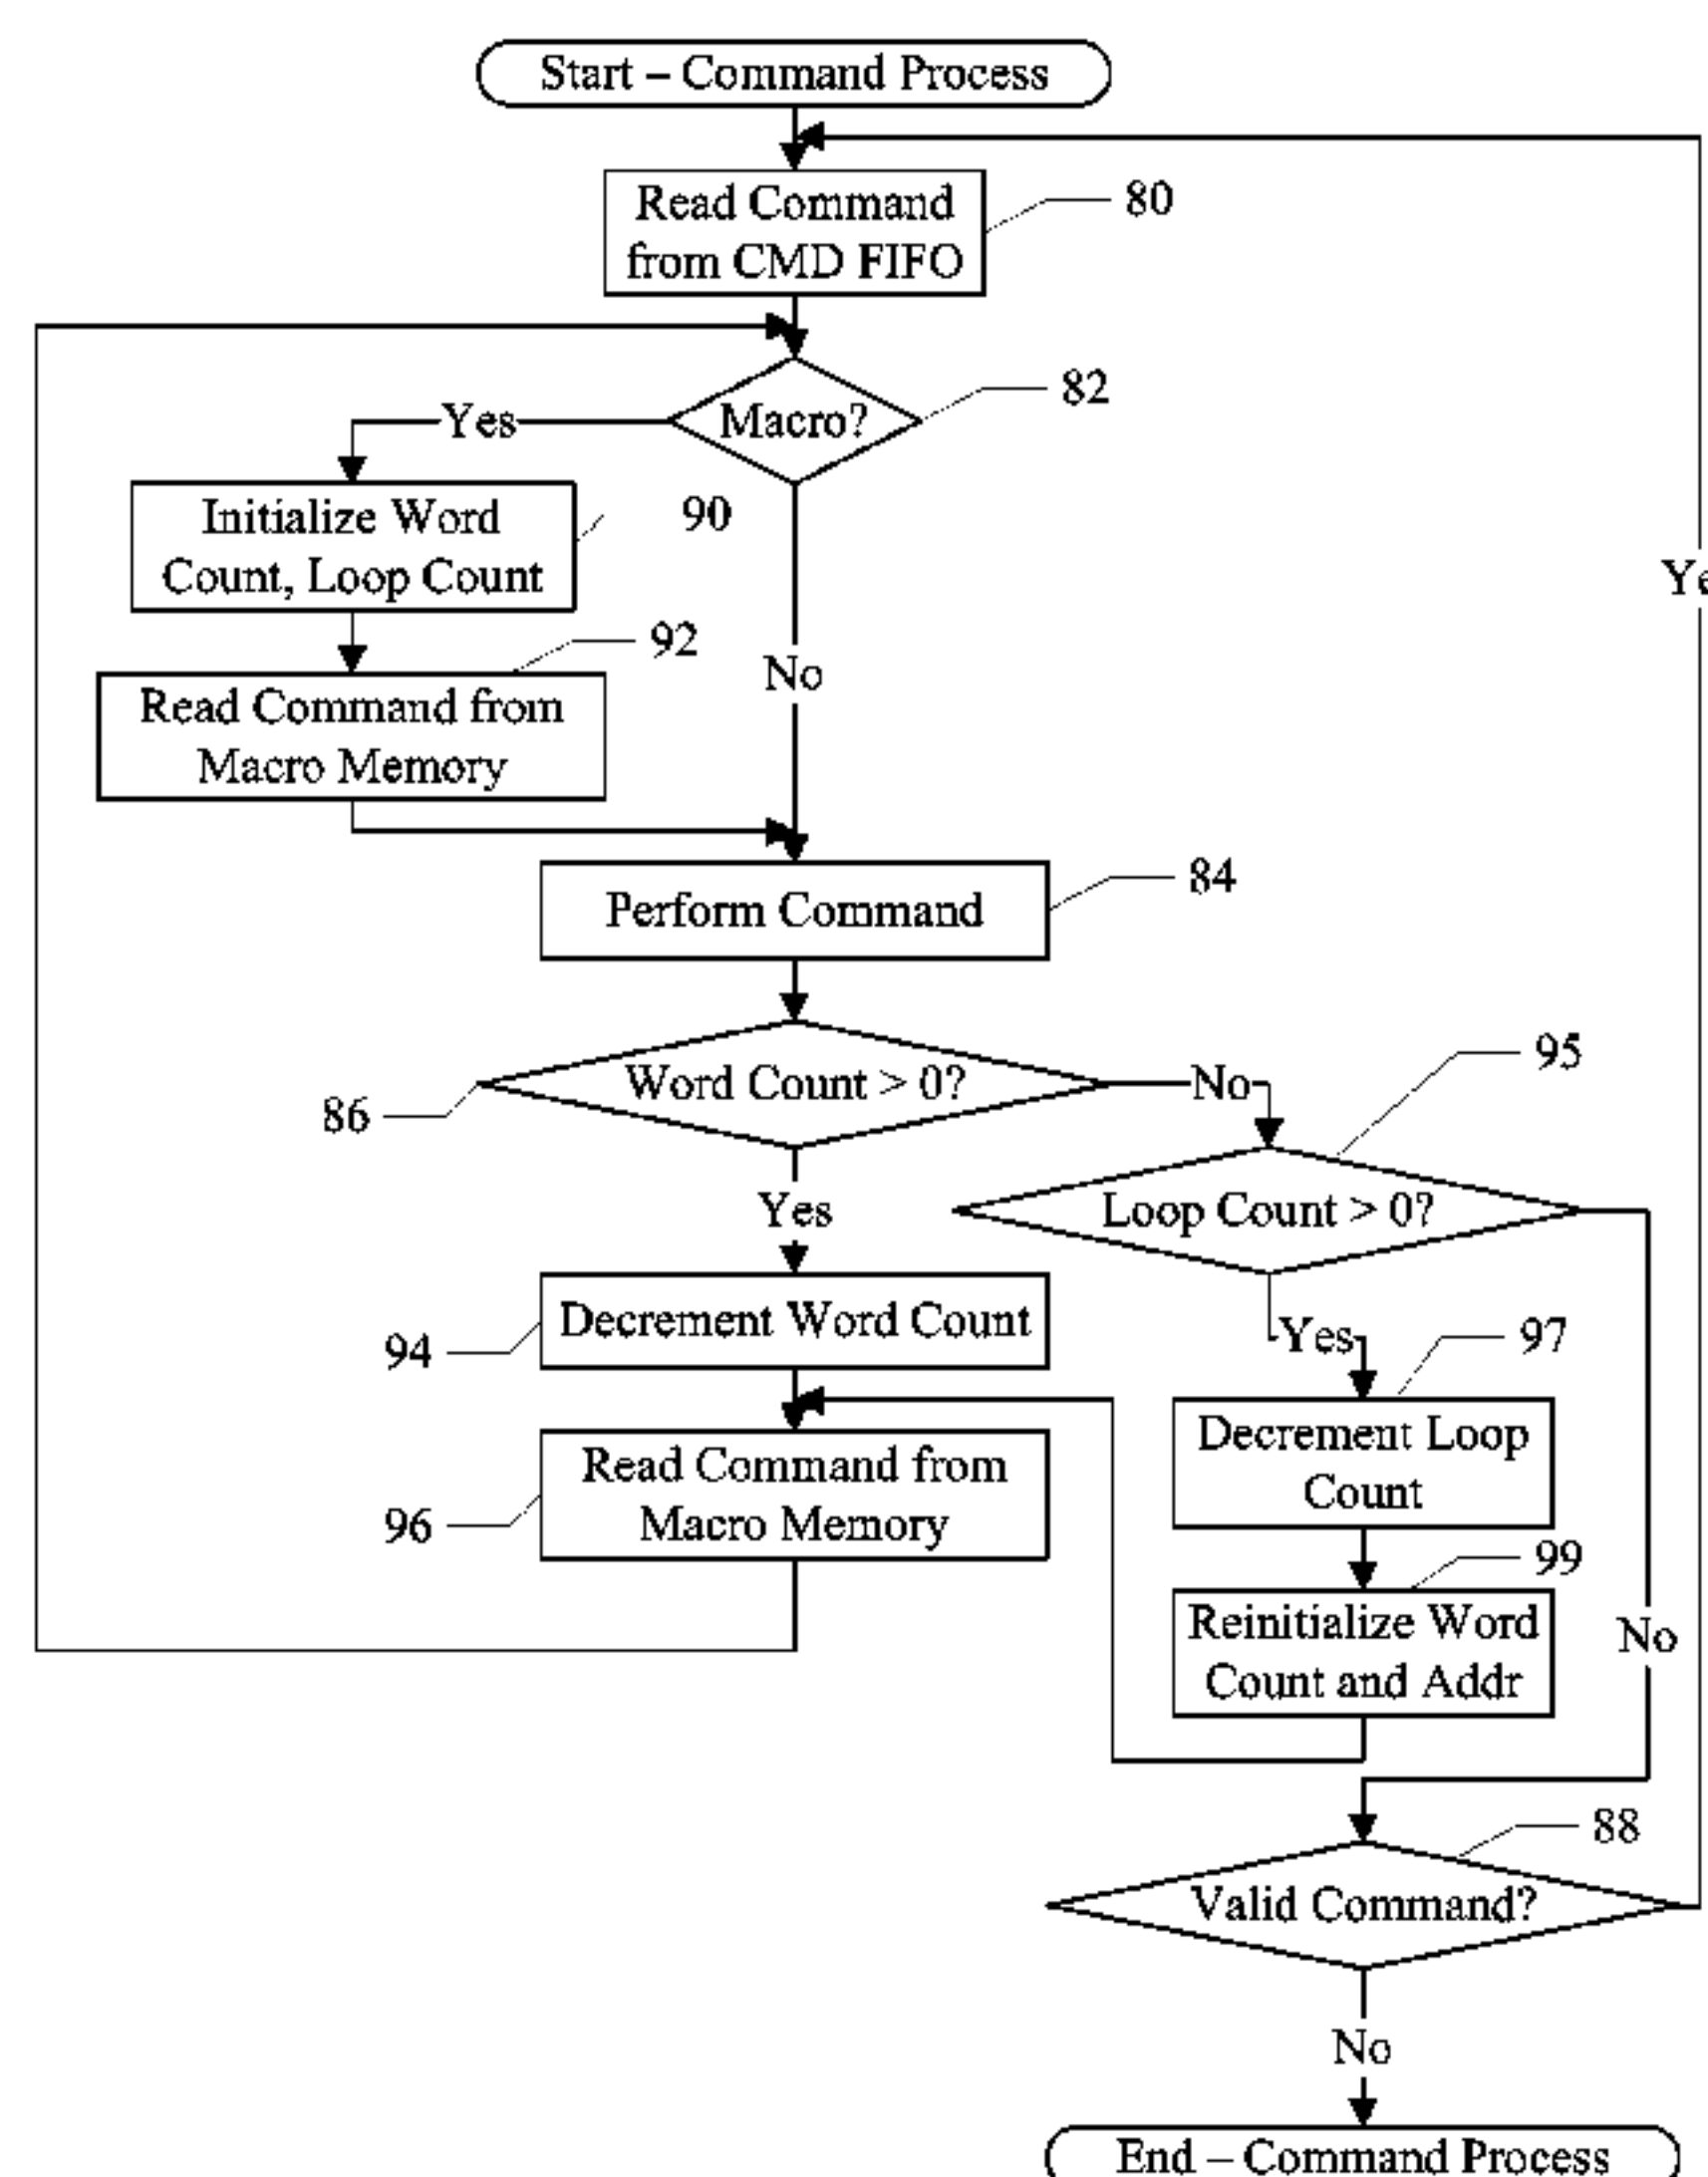 Start – Command Process
Read Command
from CMD FIFO
80
Macro?
82
Yes
Initialize Word
Count, Loop Count
90
No
Read Command from
Macro Memory
92
Perform Command
84
Word Count > 0?
86
No
95
Yes
Loop Count > 0?
Decrement Word Count
94
Yes
97
Decrement Loop
Count
Read Command from
Macro Memory
96
99
Reinitialize Word
Count and Addr
No
88
Valid Command?
No
End – Command Process